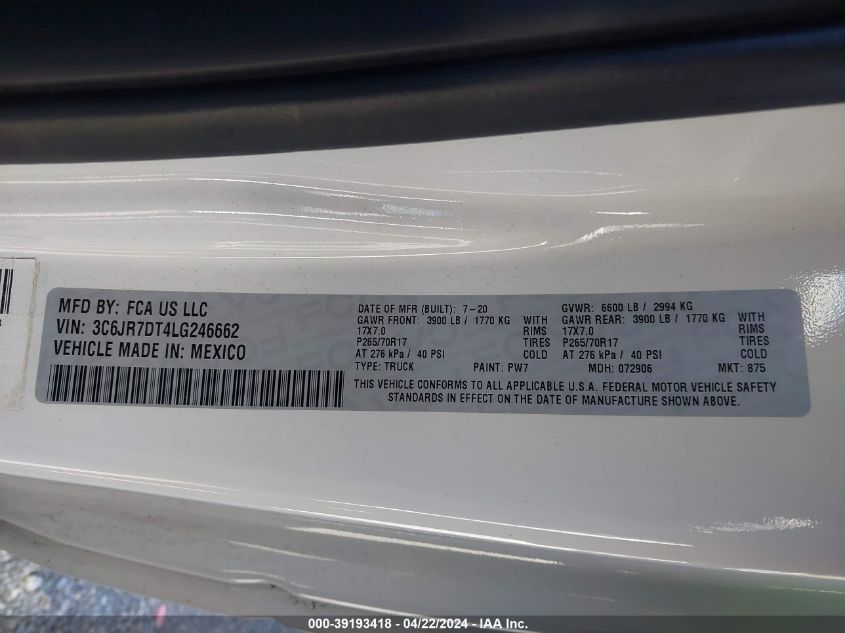 MFD BY: FCA US LLC
VIN: 3C6JR7DT4LG246662
VEHICLE MADE IN: MEXICO
DATE OF MFR (BUILT): 7-20 GVWR: 6600 LB / 2994 KG
GAWR FRONT: 3900 LB / 1770 KG WITH GAWR REAR: 3900 LB / 1770 KG WITH
17X7.0 RIMS 17X7.0 RIMS
P265/70R17 TIRES P265/70R17 TIRES
AT 276 kPa / 40 PSI COLD AT 276 kPa / 40 PSI COLD
TYPE: TRUCK PAINT: PW7 MDH: 072906 MKT: 875
THIS VEHICLE CONFORMS TO ALL APPLICABLE U.S.A. FEDERAL MOTOR VEHICLE SAFETY
STANDARDS IN EFFECT ON THE DATE OF MANUFACTURE SHOWN ABOVE.
000-39193418 - 04/22/2024 - IAA Inc.